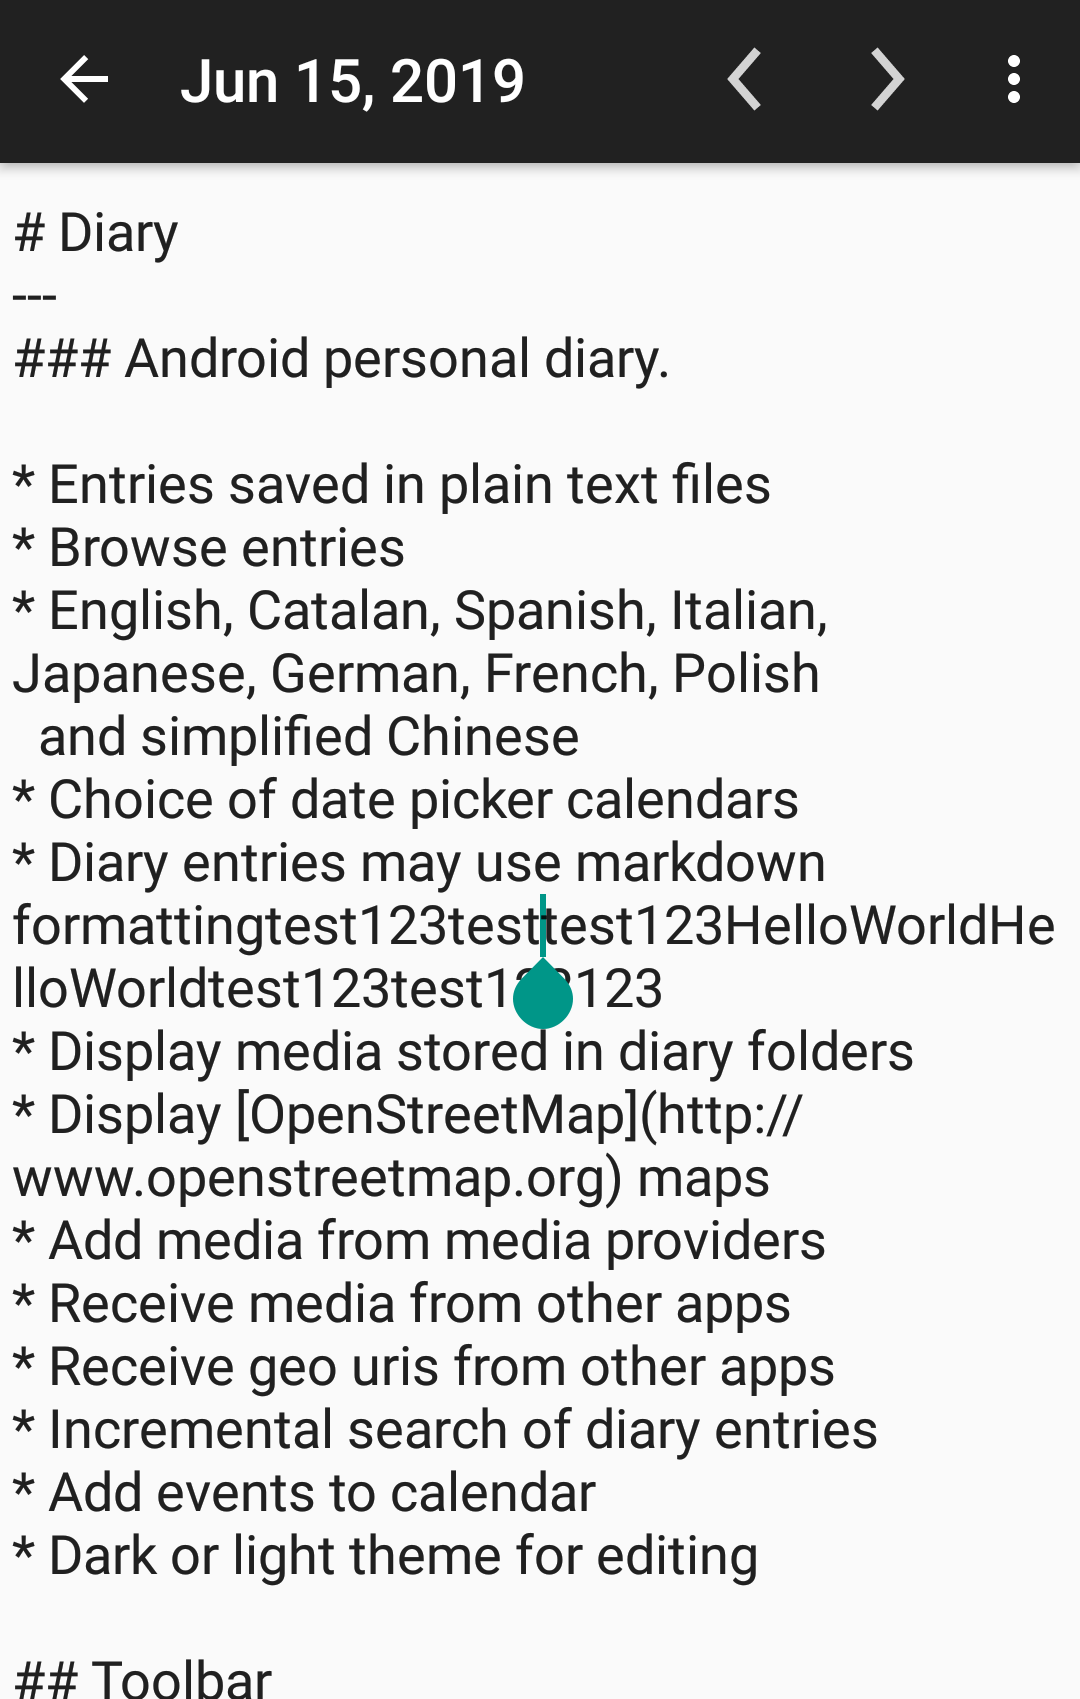 Jun 15, 2019
# Diary
---
### Android personal diary.
* Entries saved in plain text files
* Browse entries
* English, Catalan, Spanish, Italian,
Japanese, German, French, Polish
and simplified Chinese
* Choice of date picker calendars
* Diary entries may use markdown
formattingtest123testtest123HelloWorldHe
lloWorldtest123test123123
* Display media stored in diary folders
* Display [OpenStreetMap](http://
www.openstreetmap.org) maps
* Add media from media providers
* Receive media from other apps
* Receive geo uris from other apps
* Incremental search of diary entries
* Add events to calendar
* Dark or light theme for editing
## Toolbar